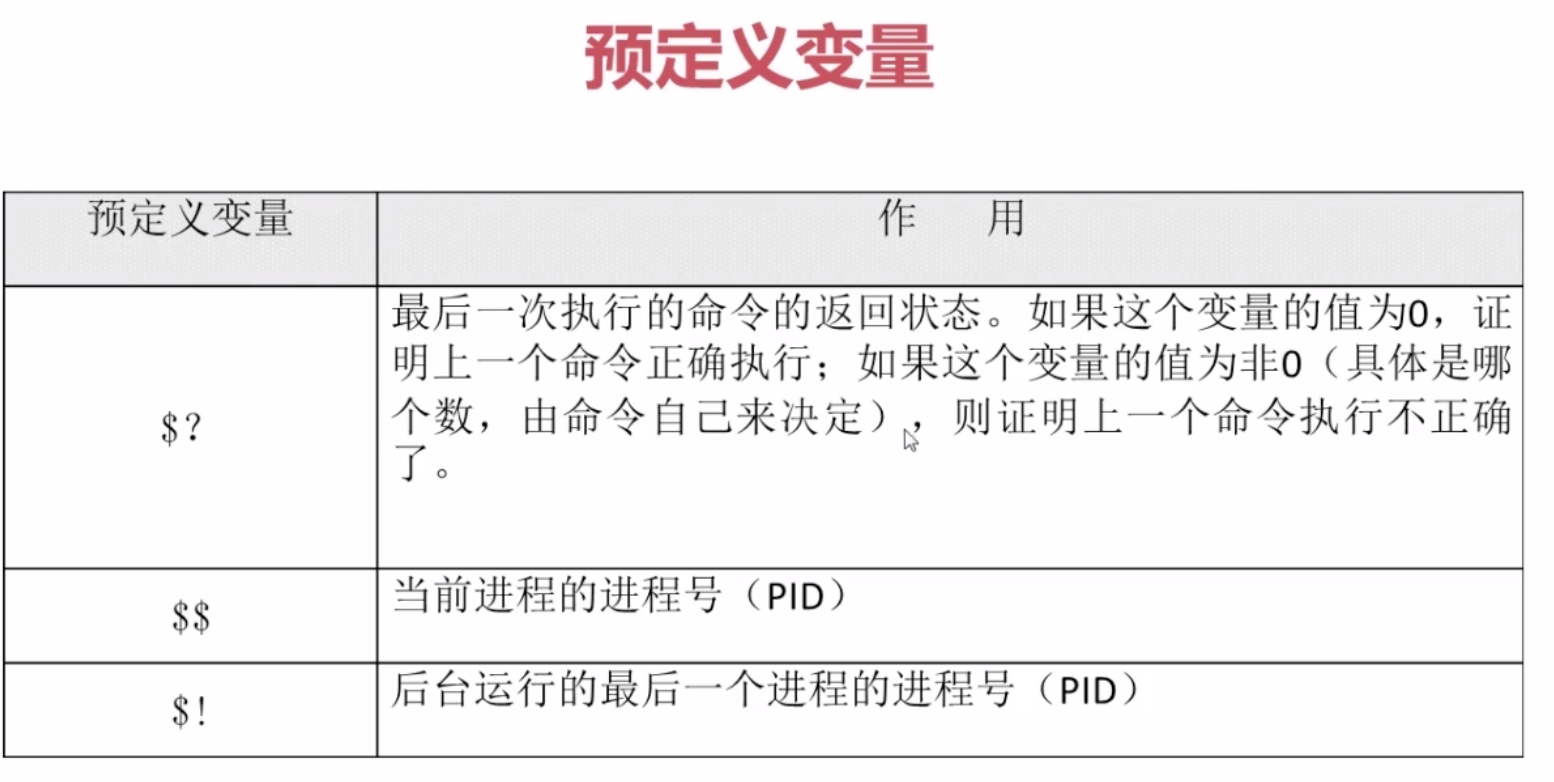 预定义变量
预定义变量
作 用
最后一次执行的命令的返回状态。如果这个变量的值为0，证
明上一个命令正确执行；如果这个变量的值为非0（具体是哪
个数，由命令自己来决定），则证明上一个命令执行不正确
了。
$?
当前进程的进程号（PID）
$$
后台运行的最后一个进程的进程号（PID）
$!